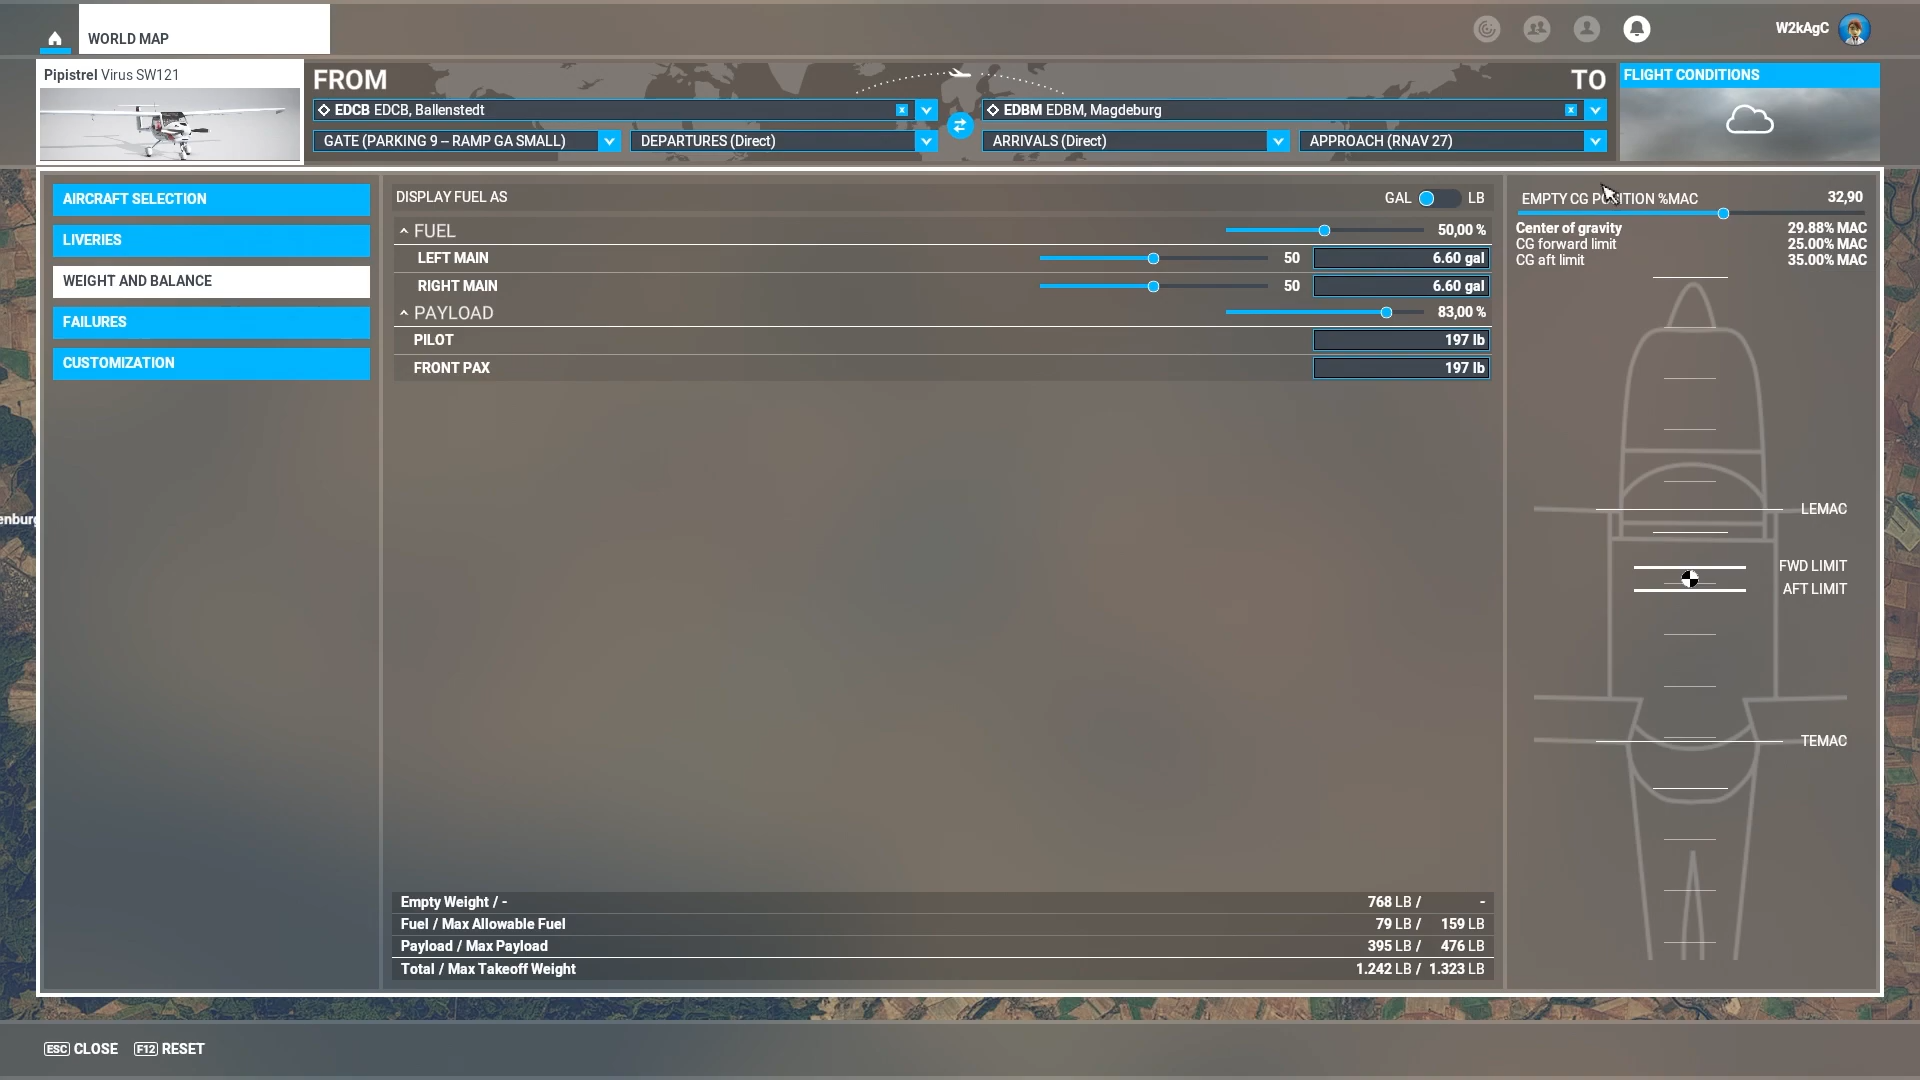 WORLD MAP
W2kAgC
Pipistrel Virus SW121
FROM
TO
FLIGHT CONDITIONS
EDCB EDCB, Ballenstedt
EDBM EDBM, Magdeburg
GATE (PARKING 9 – RAMP GA SMALL)
DEPARTURES (Direct)
ARRIVALS (Direct)
APPROACH (RNAV 27)
AIRCRAFT SELECTION
LIVERIES
WEIGHT AND BALANCE
FAILURES
CUSTOMIZATION
enburg
DISPLAY FUEL AS GAL LB
FUEL 50,00 %
LEFT MAIN 50 6.60 gal
RIGHT MAIN 50 6.60 gal
PAYLOAD 83,00 %
PILOT 197 lb
FRONT PAX 197 lb
Empty Weight / - 768 LB / -
Fuel / Max Allowable Fuel 79 LB / 159 LB
Payload / Max Payload 395 LB / 476 LB
Total / Max Takeoff Weight 1.242 LB / 1.323 LB
EMPTY CG POSITION %MAC 32,90
Center of gravity 29.88% MAC
CG forward limit 25.00% MAC
CG aft limit 35.00% MAC
LEMAC
FWD LIMIT
AFT LIMIT
TEMAC
ESC CLOSE F12 RESET